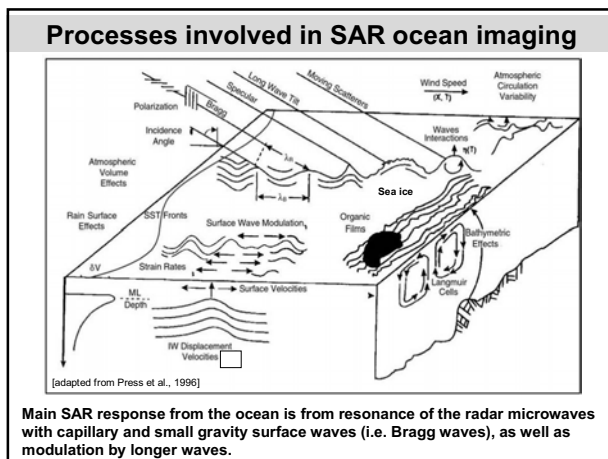 Processes involved in SAR ocean imaging
Polarization
Bragg
Specular
Long Wave Tilt
Moving Scatterers
Wind Speed
(X, T)
Atmospheric
Circulation
Variability
Incidence
Angle
Waves
Interactions
η(T)
λR
λB
Atmospheric
Volume
Effects
Sea ice
Rain Surface
Effects
SST Fronts
Surface Wave Modulation
Organic
Films
Bathymetric
Effects
Langmuir
Cells
δV
Strain Rates
ML
Depth
Surface Velocities
IW Displacement
Velocities
[adapted from Press et al., 1996]
Main SAR response from the ocean is from resonance of the radar microwaves
with capillary and small gravity surface waves (i.e. Bragg waves), as well as
modulation by longer waves.